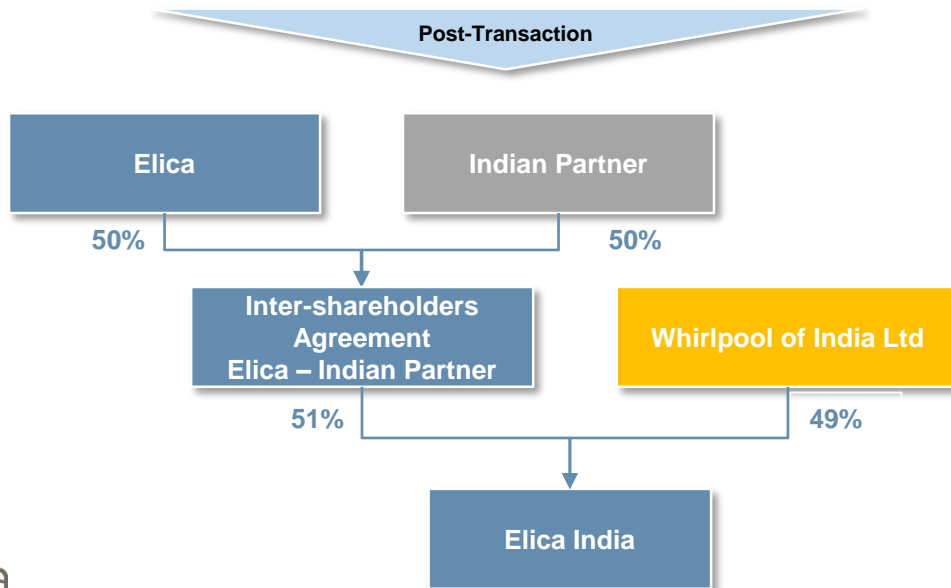 Post-Transaction
Elica
Indian Partner
50%
50%
Inter-shareholders
Agreement
Elica – Indian Partner
Whirlpool of India Ltd
51%
49%
Elica India